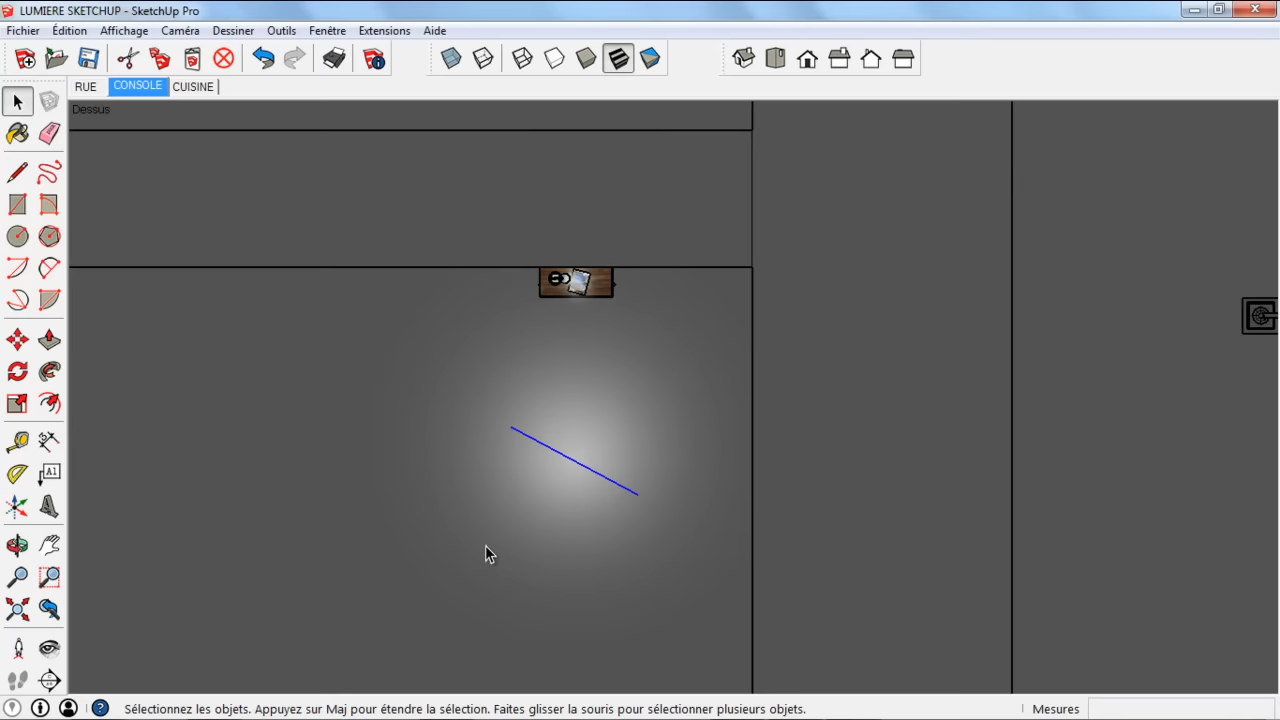 LUMIERE SKETCHUP - SketchUp Pro
Fichier Édition Affichage Caméra Dessiner Outils Fenêtre Extensions Aide
RUE CONSOLE CUISINE
Dessus
A1
Sélectionnez les objets. Appuyez sur Maj pour étendre la sélection. Faites glisser la souris pour sélectionner plusieurs objets. Mesures